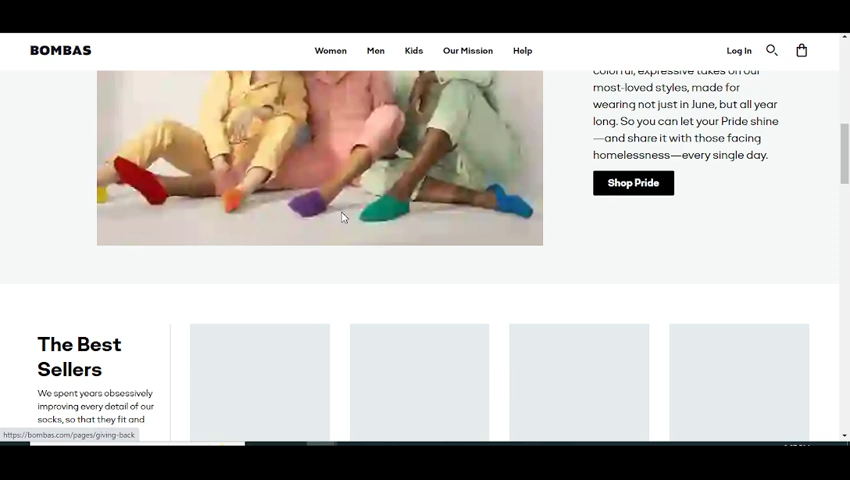 BOMBAS
Women Men Kids Our Mission Help
Log In
colorful, expressive takes on our
most-loved styles, made for
wearing not just in June, but all year
long. So you can let your Pride shine
—and share it with those facing
homelessness—every single day.
Shop Pride
The Best
Sellers
We spent years obsessively
improving every detail of our
socks, so that they fit and
https://bombas.com/pages/giving-back